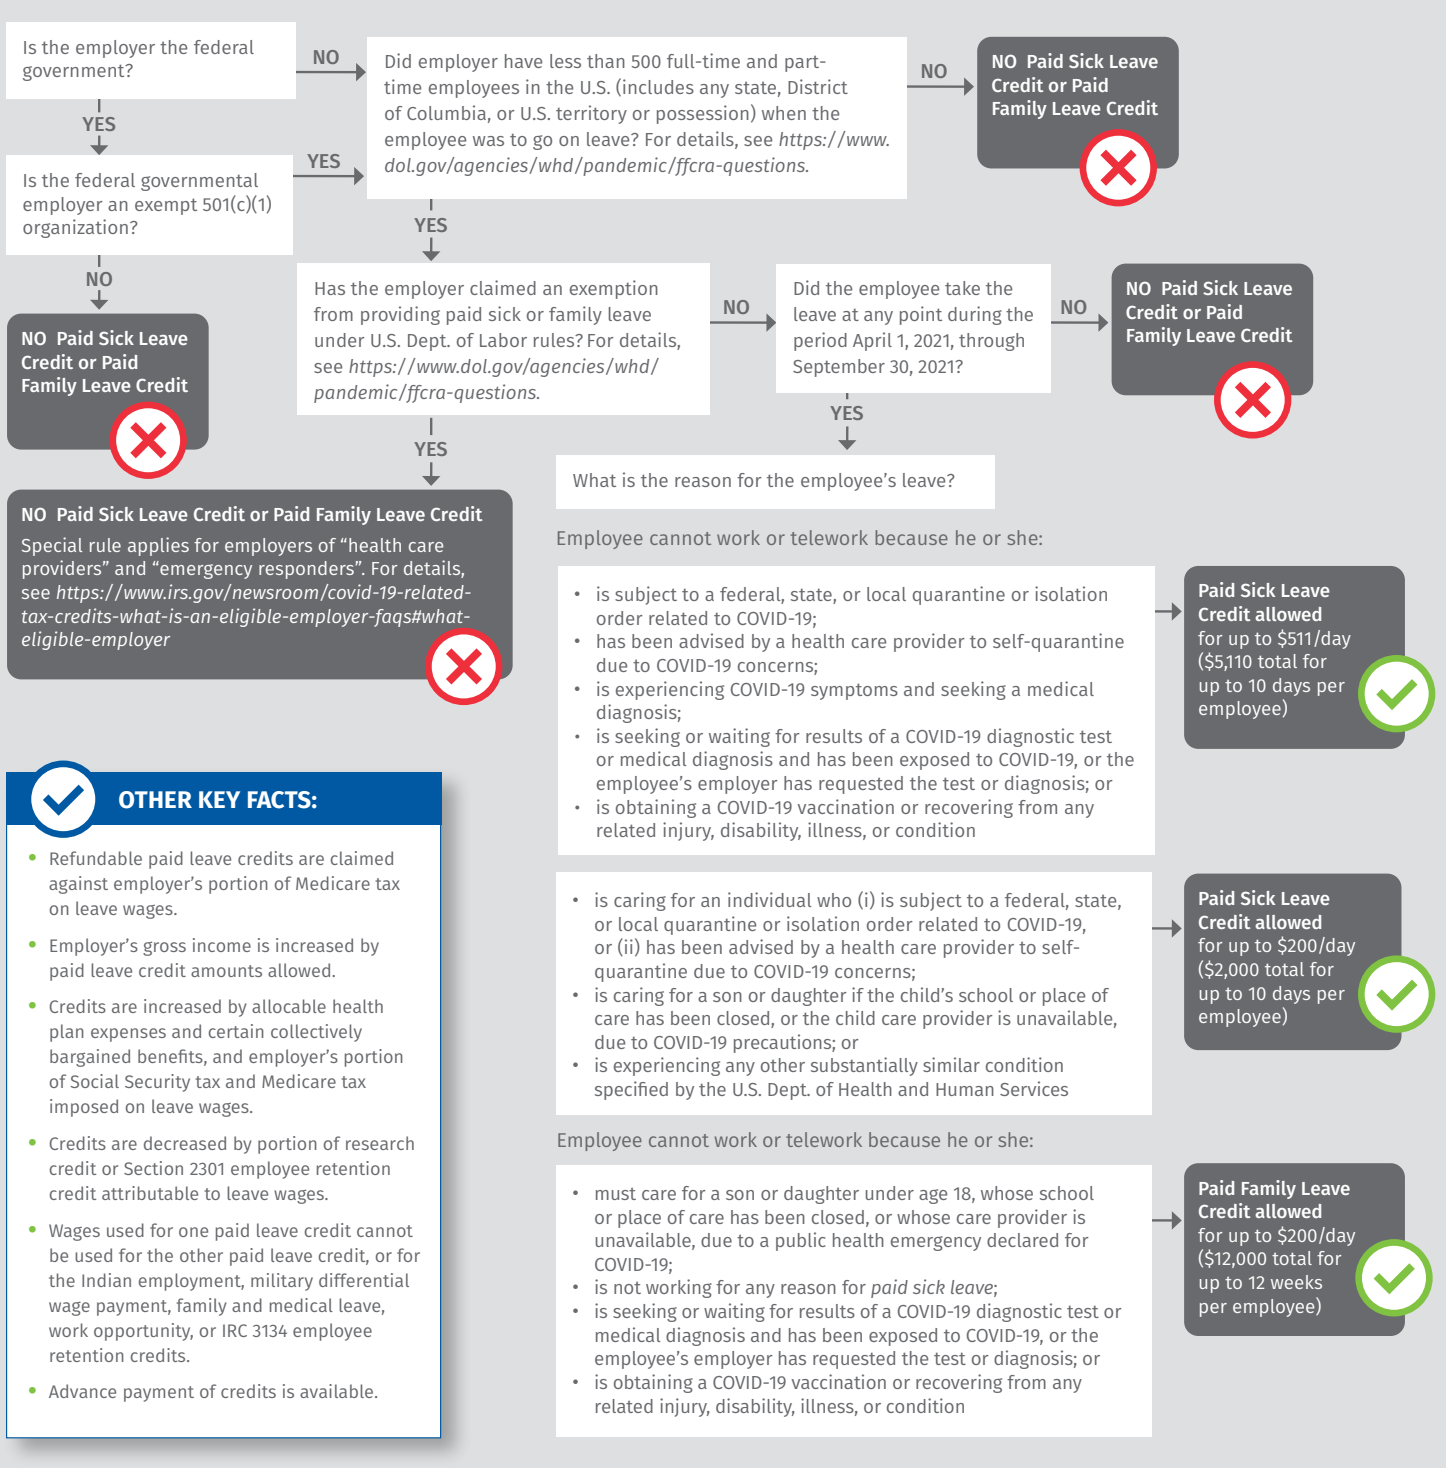 Is the employer the federal
government?
NO
Did employer have less than 500 full-time and part-
time employees in the U.S. (includes any state, District
of Columbia, or U.S. territory or possession) when the
employee was to go on leave? For details, see https://www.
dol.gov/agencies/whd/pandemic/ffcra-questions.
NO
NO Paid Sick Leave
Credit or Paid
Family Leave Credit
YES
Is the federal governmental
employer an exempt 501(c)(1)
organization?
YES
YES
NO
NO Paid Sick Leave
Credit or Paid
Family Leave Credit
Has the employer claimed an exemption
from providing paid sick or family leave
under U.S. Dept. of Labor rules? For details,
see https://www.dol.gov/agencies/whd/
pandemic/ffcra-questions.
NO
Did the employee take the
leave at any point during the
period April 1, 2021, through
September 30, 2021?
NO
NO Paid Sick Leave
Credit or Paid
Family Leave Credit
YES
YES
NO Paid Sick Leave Credit or Paid Family Leave Credit
Special rule applies for employers of “health care
providers” and “emergency responders”. For details,
see https://www.irs.gov/newsroom/covid-19-related-
tax-credits-what-is-an-eligible-employer-faqs#what-
eligible-employer
What is the reason for the employee’s leave?
Employee cannot work or telework because he or she:
• is subject to a federal, state, or local quarantine or isolation
order related to COVID-19;
• has been advised by a health care provider to self-quarantine
due to COVID-19 concerns;
• is experiencing COVID-19 symptoms and seeking a medical
diagnosis;
• is seeking or waiting for results of a COVID-19 diagnostic test
or medical diagnosis and has been exposed to COVID-19, or the
employee’s employer has requested the test or diagnosis; or
• is obtaining a COVID-19 vaccination or recovering from any
related injury, disability, illness, or condition
Paid Sick Leave
Credit allowed
for up to $511/day
($5,110 total for
up to 10 days per
employee)
• is caring for an individual who (i) is subject to a federal, state,
or local quarantine or isolation order related to COVID-19,
or (ii) has been advised by a health care provider to self-
quarantine due to COVID-19 concerns;
• is caring for a son or daughter if the child’s school or place of
care has been closed, or the child care provider is unavailable,
due to COVID-19 precautions; or
• is experiencing any other substantially similar condition
specified by the U.S. Dept. of Health and Human Services
Paid Sick Leave
Credit allowed
for up to $200/day
($2,000 total for
up to 10 days per
employee)
Employee cannot work or telework because he or she:
• must care for a son or daughter under age 18, whose school
or place of care has been closed, or whose care provider is
unavailable, due to a public health emergency declared for
COVID-19;
• is not working for any reason for paid sick leave;
• is seeking or waiting for results of a COVID-19 diagnostic test or
medical diagnosis and has been exposed to COVID-19, or the
employee’s employer has requested the test or diagnosis; or
• is obtaining a COVID-19 vaccination or recovering from any
related injury, disability, illness, or condition
Paid Family Leave
Credit allowed
for up to $200/day
($12,000 total for
up to 12 weeks
per employee)
OTHER KEY FACTS:
• Refundable paid leave credits are claimed
against employer’s portion of Medicare tax
on leave wages.
• Employer’s gross income is increased by
paid leave credit amounts allowed.
• Credits are increased by allocable health
plan expenses and certain collectively
bargained benefits, and employer’s portion
of Social Security tax and Medicare tax
imposed on leave wages.
• Credits are decreased by portion of research
credit or Section 2301 employee retention
credit attributable to leave wages.
• Wages used for one paid leave credit cannot
be used for the other paid leave credit, or for
the Indian employment, military differential
wage payment, family and medical leave,
work opportunity, or IRC 3134 employee
retention credits.
• Advance payment of credits is available.